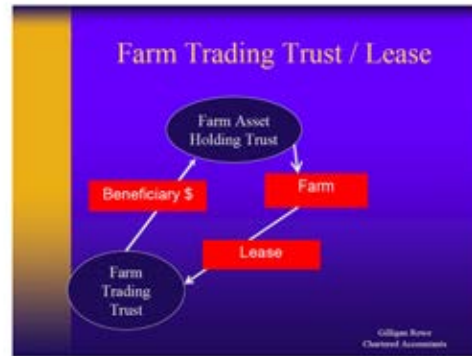 Farm Trading Trust / Lease
Farm Asset
Holding Trust
Beneficiary $
Farm
Lease
Farm
Trading
Trust
Gilligan Rowe
Chartered Accountants